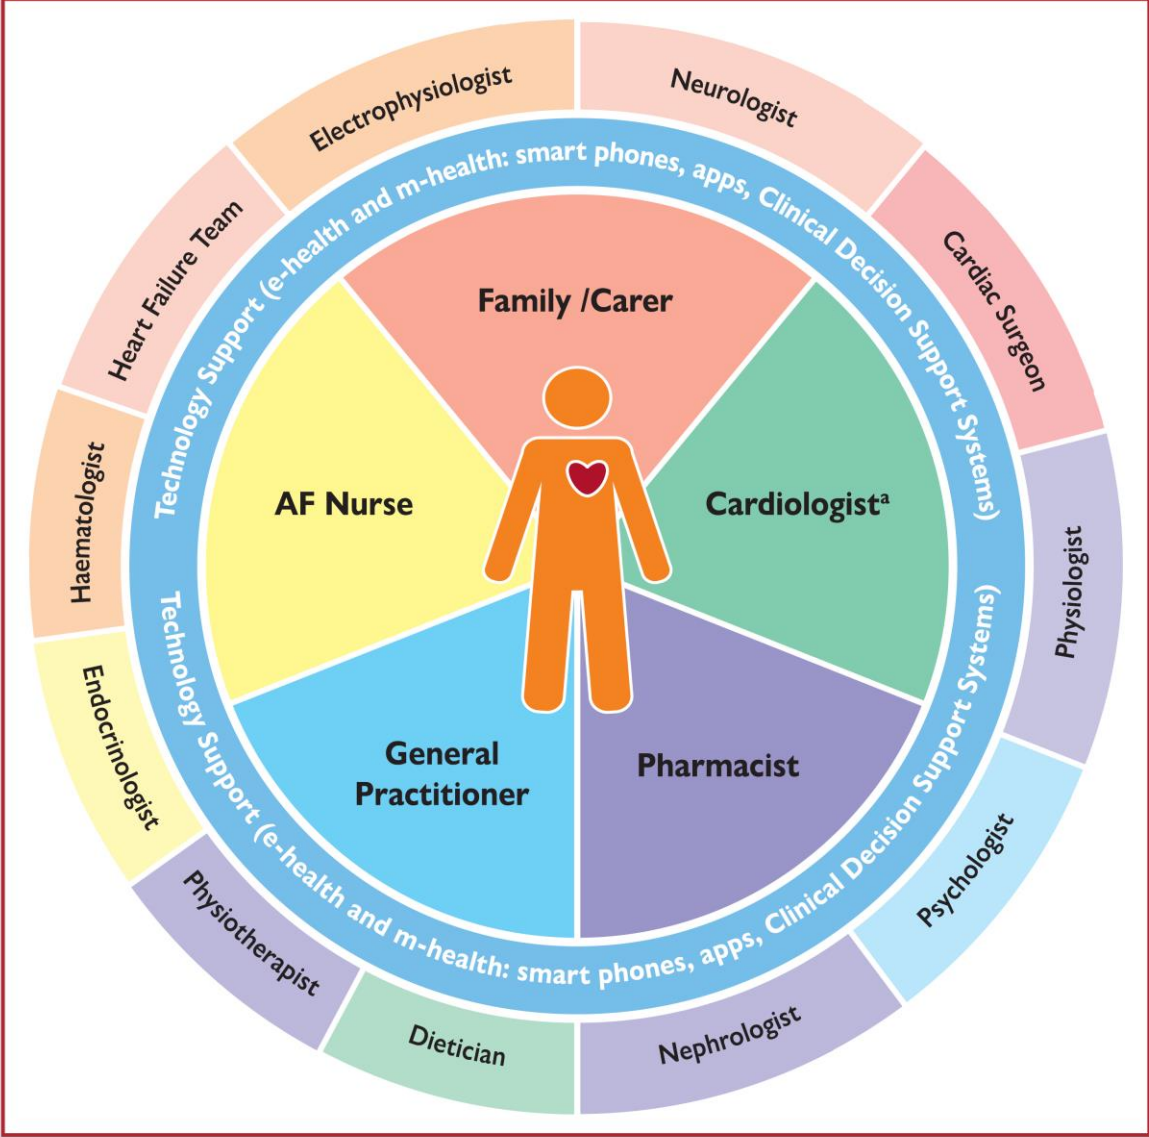 Electrophysiologist
Neurologist
Cardiac Surgeon
Physiologist
Psychologist
Nephrologist
Dietician
Physiotherapist
Endocrinologist
Haematologist
Heart Failure Team
Technology Support (e-health and m-health: smart phones, apps, Clinical Decision Support Systems)
Technology Support (e-health and m-health: smart phones, apps, Clinical Decision Support Systems)
Family /Carer
AF Nurse
Cardiologistᵃ
General
Practitioner
Pharmacist